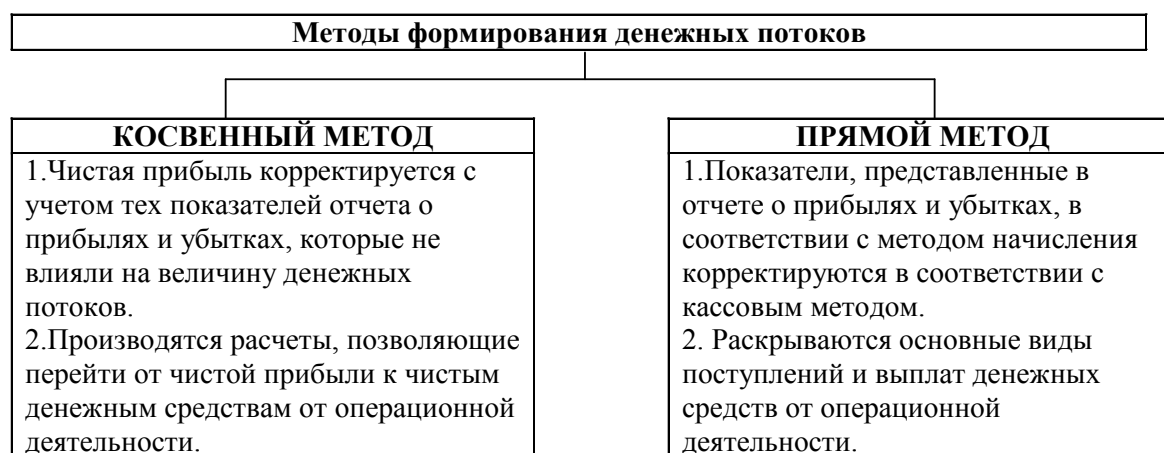 Методы формирования денежных потоков
КОСВЕННЫЙ МЕТОД
1.Чистая прибыль корректируется с
учетом тех показателей отчета о
прибылях и убытках, которые не
влияли на величину денежных
потоков.
2.Производятся расчеты, позволяющие
перейти от чистой прибыли к чистым
денежным средствам от операционной
деятельности.
ПРЯМОЙ МЕТОД
1.Показатели, представленные в
отчете о прибылях и убытках, в
соответствии с методом начисления
корректируются в соответствии с
кассовым методом.
2. Раскрываются основные виды
поступлений и выплат денежных
средств от операционной
деятельности.